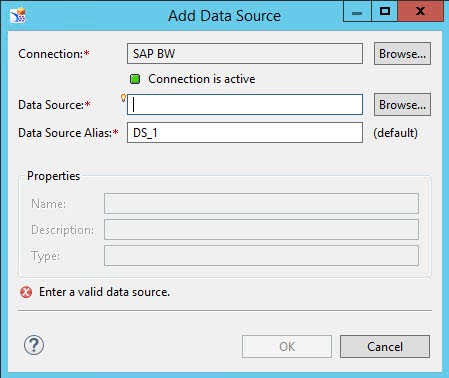 Add Data Source
Connection:* SAP BW Browse...
Connection is active
Data Source:* Browse...
Data Source Alias:* DS_1 (default)
Properties
Name:
Description:
Type:
Enter a valid data source.
? OK Cancel